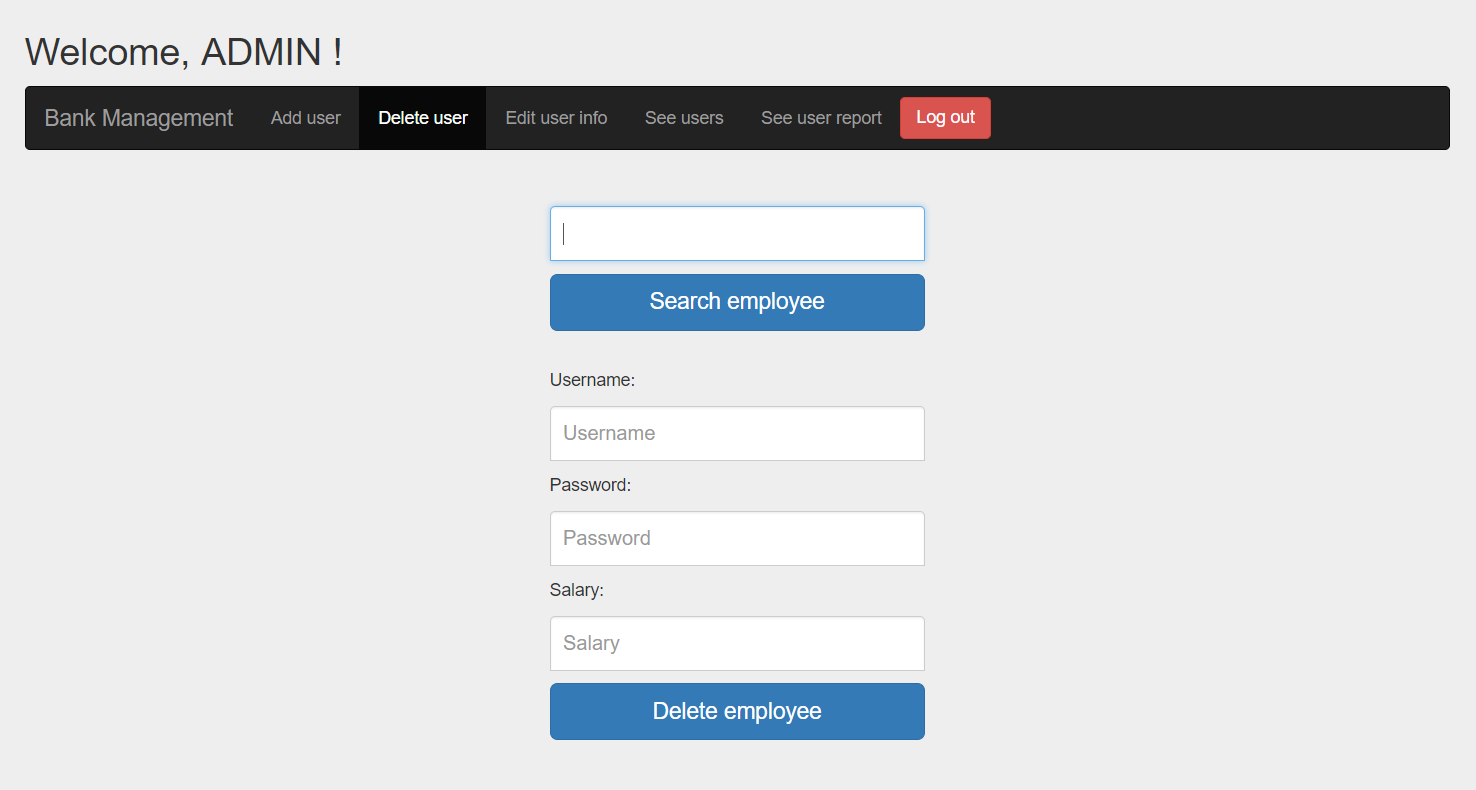 Welcome, ADMIN !
Bank Management Add user Delete user Edit user info See users See user report Log out
Search employee
Username:
Username
Password:
Password
Salary:
Salary
Delete employee